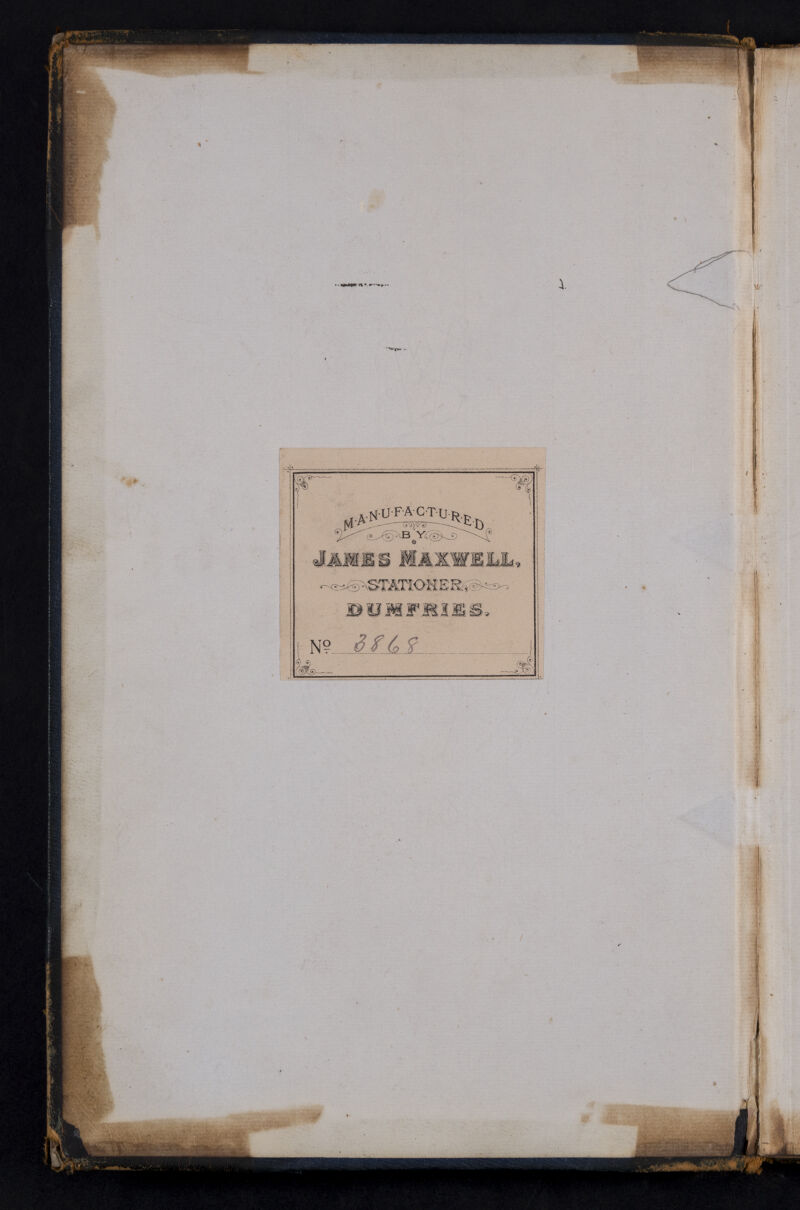 MANUFACTURED
BY
JAMES MAXWELL,
STATIONER,
DUMFRIES.
Nº 3868